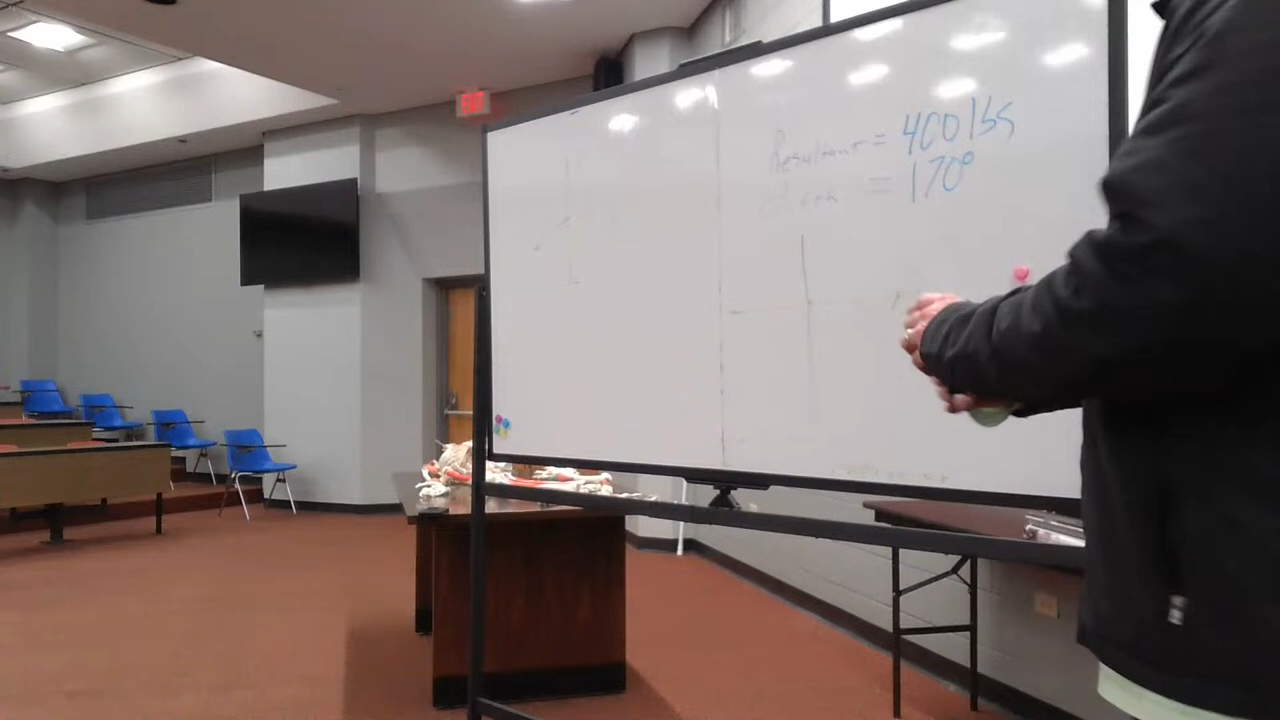 EXIT
Resultant = 400 lbs
= 170°